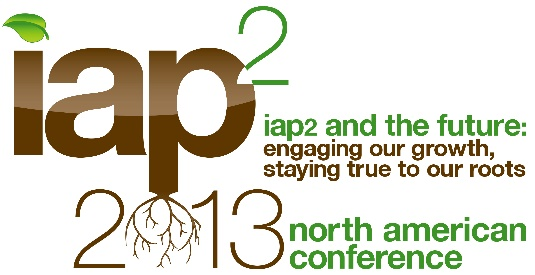 iap2
iap2 and the future:
engaging our growth,
staying true to our roots
2013 north american
conference